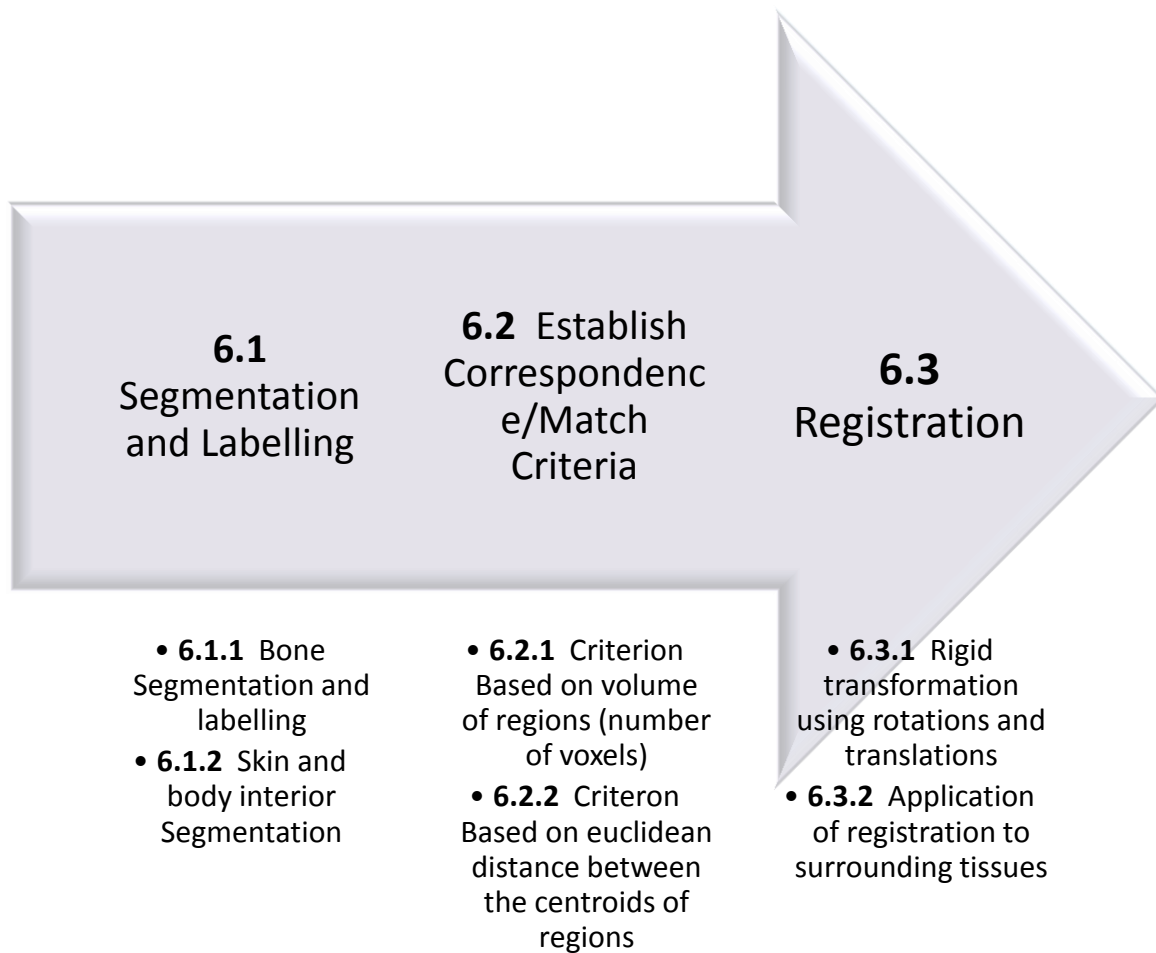 6.1
Segmentation
and Labelling
6.2 Establish
Correspondenc
e/Match
Criteria
6.3
Registration
• 6.1.1 Bone
Segmentation and
labelling
• 6.1.2 Skin and
body interior
Segmentation
• 6.2.1 Criterion
Based on volume
of regions (number
of voxels)
• 6.2.2 Criteron
Based on euclidean
distance between
the centroids of
regions
• 6.3.1 Rigid
transformation
using rotations and
translations
• 6.3.2 Application
of registration to
surrounding tissues